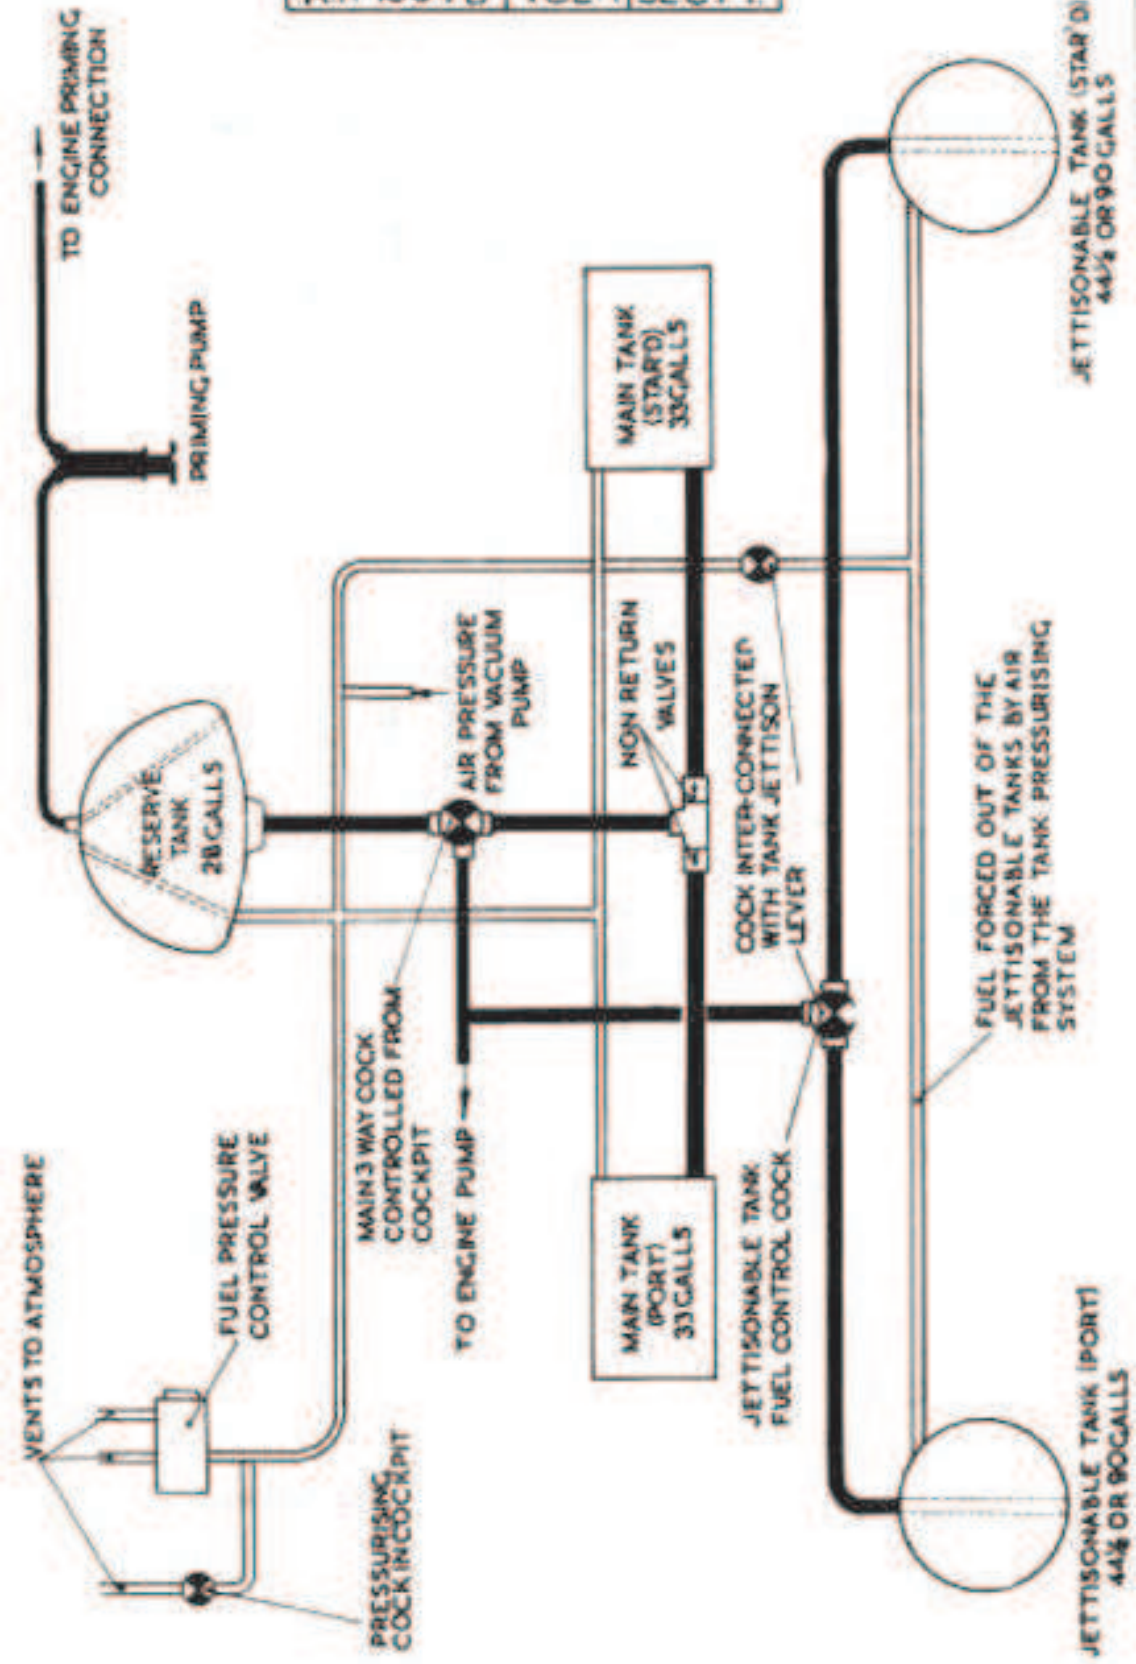 TO ENGINE PRIMING
CONNECTION
PRIMING PUMP
RESERVE
TANK
28 GALLS
VENTS TO ATMOSPHERE
FUEL PRESSURE
CONTROL VALVE
PRESSURISING
COCK IN COCKPIT
MAIN 3 WAY COCK
CONTROLLED FROM
COCKPIT
AIR PRESSURE
FROM VACUUM
PUMP
TO ENGINE PUMP
NON RETURN
VALVES
MAIN TANK
(PORT)
33 GALLS
MAIN TANK
(STAR'D)
33 GALLS
COCK INTER-CONNECTED
WITH TANK JETTISON
LEVER
JETTISONABLE TANK
FUEL CONTROL COCK
FUEL FORCED OUT OF THE
JETTISONABLE TANKS BY AIR
FROM THE TANK PRESSURISING
SYSTEM
JETTISONABLE TANK (PORT)
44½ OR 90 GALLS
JETTISONABLE TANK (STAR'D)
44½ OR 90 GALLS